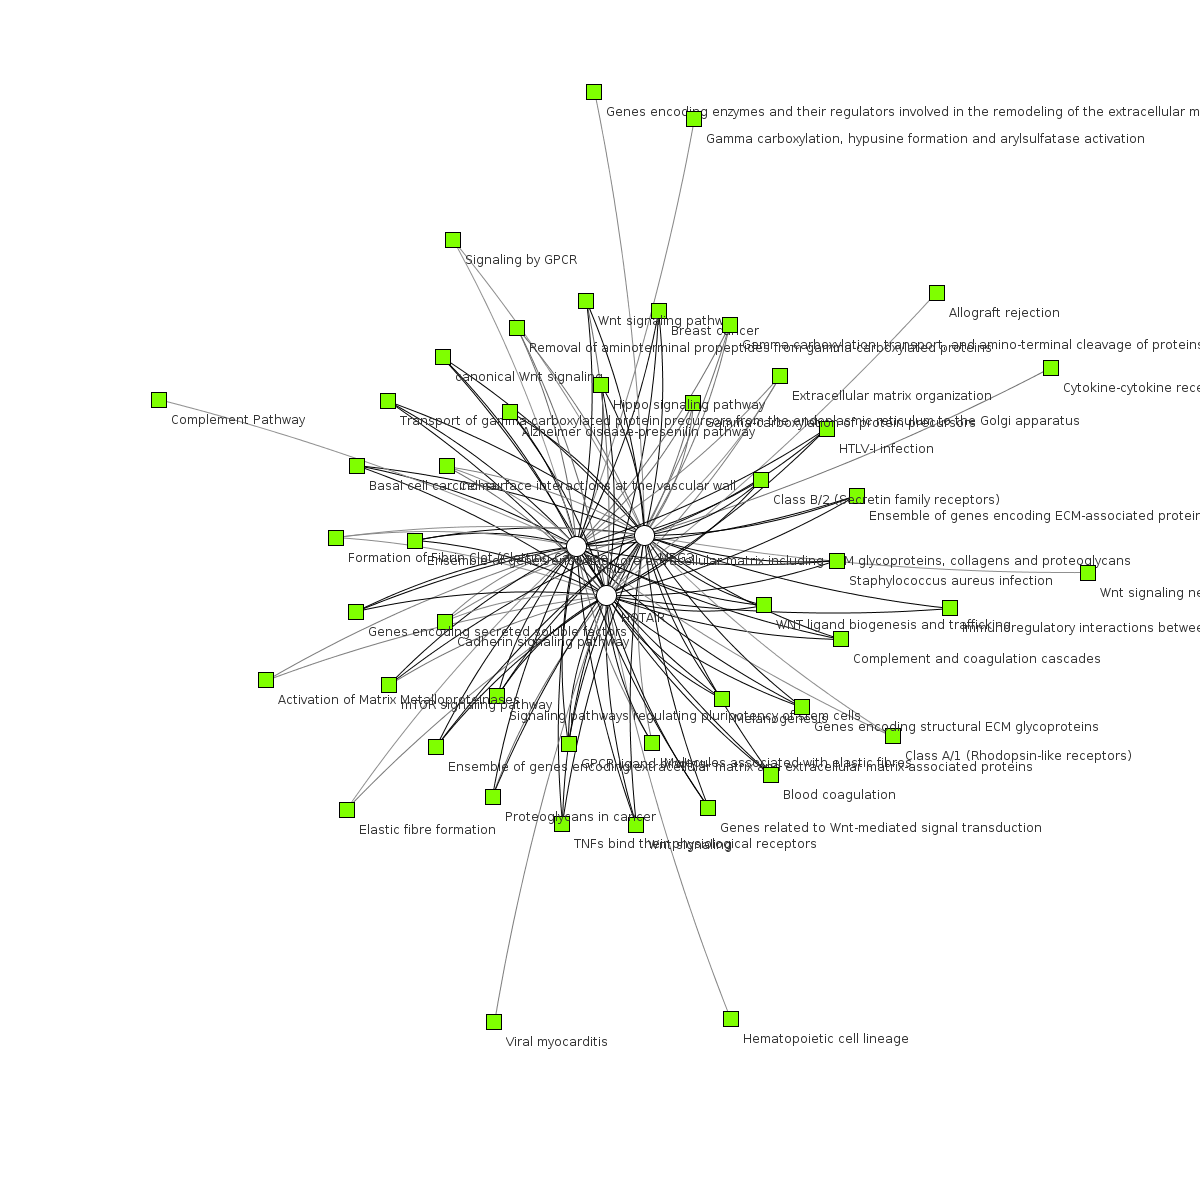 Genes encoding enzymes and their regulators involved in the remodeling of the extracellular m
Gamma carboxylation, hypusine formation and arylsulfatase activation
Signaling by GPCR
Allograft rejection
Wnt signaling pathway
Breast cancer
Gamma-carboxylation, transport, and amino-terminal cleavage of proteins
Removal of aminoterminal propeptides from gamma-carboxylated proteins
canonical Wnt signaling
Cytokine-cytokine rece
Extracellular matrix organization
Hippo signaling pathway
Complement Pathway
Transport of gamma-carboxylated protein precursors from the endoplasmic reticulum to the Golgi apparatus
Gamma-carboxylation of protein precursors
Alzheimer disease-presenilin pathway
HTLV-I infection
Basal cell carcinoma
Cell surface interactions at the vascular wall
Class B/2 (Secretin family receptors)
Ensemble of genes encoding ECM-associated protein
Formation of Fibrin Clot (Clotting Cascade)
Ensemble of genes encoding core extracellular matrix including ECM glycoproteins, collagens and proteoglycans
Staphylococcus aureus infection
Wnt signaling ne
HOTAIR
WNT ligand biogenesis and trafficking
Immunoregulatory interactions betwee
Genes encoding secreted soluble factors
Cadherin signaling pathway
Complement and coagulation cascades
Activation of Matrix Metalloproteinases
mTOR signaling pathway
Signaling pathways regulating pluripotency of stem cells
Melanogenesis
Genes encoding structural ECM glycoproteins
Class A/1 (Rhodopsin-like receptors)
Ensemble of genes encoding extracellular matrix and extracellular matrix-associated proteins
GPCR ligand binding
Molecules associated with elastic fibres
Blood coagulation
Proteoglycans in cancer
Elastic fibre formation
Genes related to Wnt-mediated signal transduction
TNFs bind their physiological receptors
Wnt signaling
Viral myocarditis
Hematopoietic cell lineage